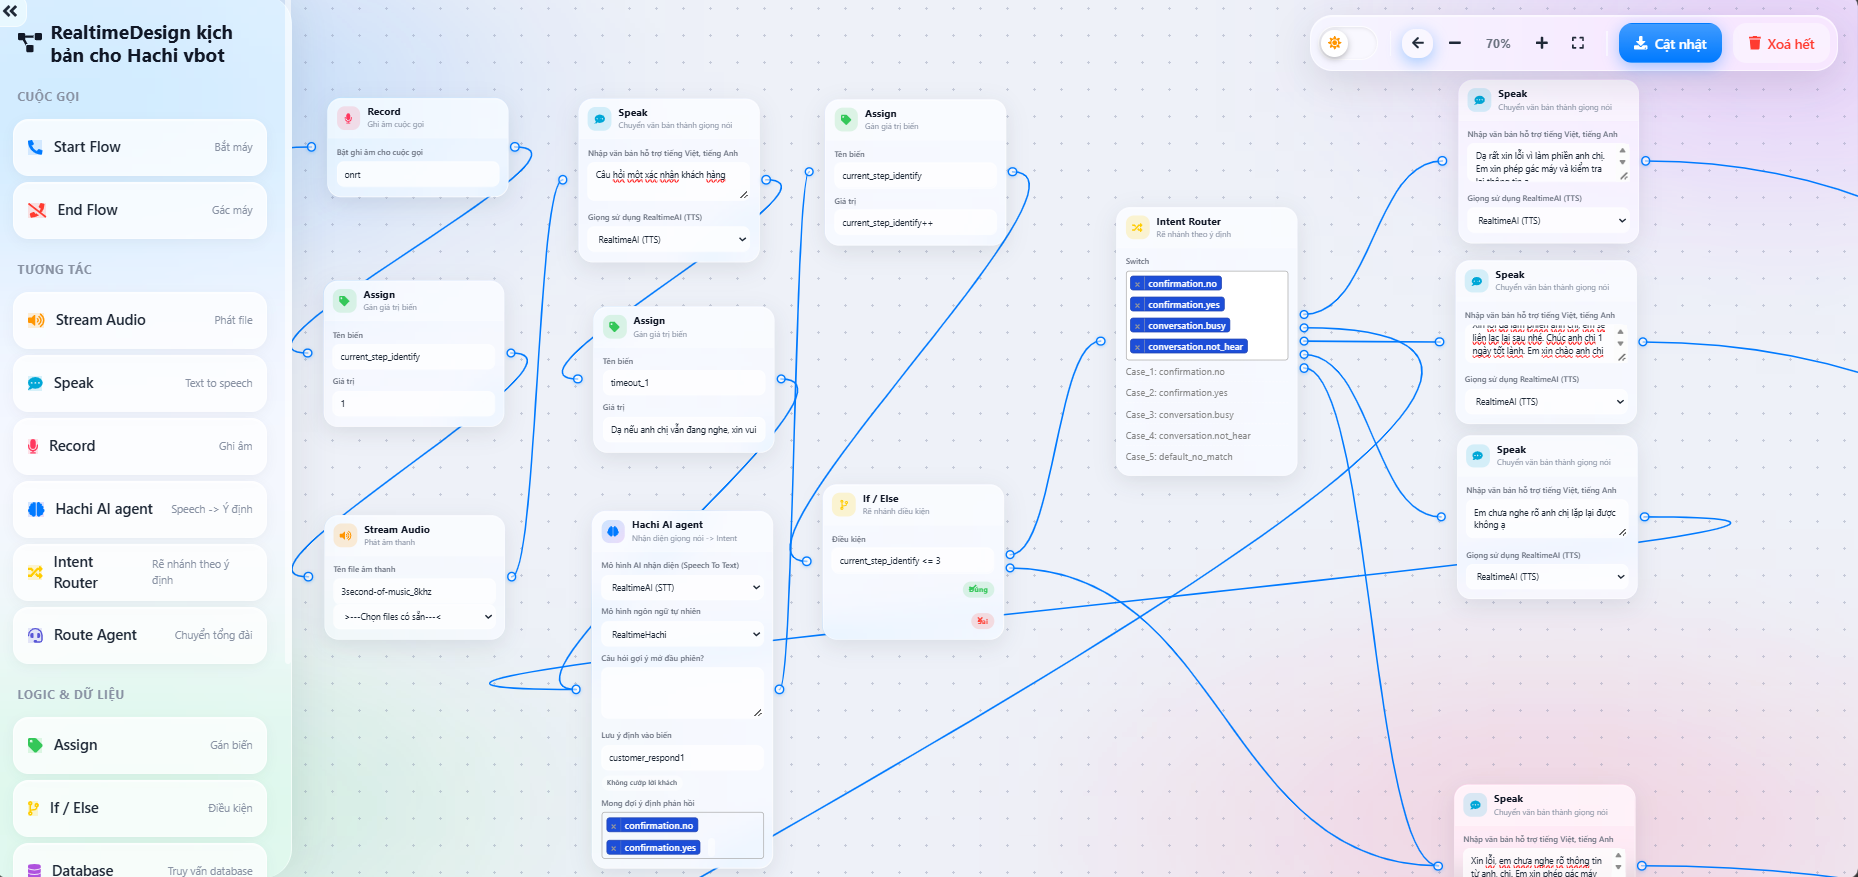 RealtimeDesign kịch
bản cho Hachi vbot
CUỘC GỌI
Start Flow
Bắt máy
End Flow
Gác máy
TƯƠNG TÁC
Stream Audio
Phát file
Speak
Text to speech
Record
Ghi âm
Hachi AI agent
Speech -> Ý định
Intent
Router
Rẽ nhánh theo ý
định
Route Agent
Chuyển tổng đài
LOGIC & DỮ LIỆU
Assign
Gán biến
If / Else
Điều kiện
Database
Truy vấn database
70%
Cật nhật
Xoá hết
Record
Ghi âm cuộc gọi
Bật ghi âm cho cuộc gọi
onrt
Assign
Gán giá trị biến
Tên biến
current_step_identify
Giá trị
1
Stream Audio
Phát âm thanh
Tên file âm thanh
3second-of-music_8khz
>---Chọn files có sẵn---<
Speak
Chuyển văn bản thành giọng nói
Nhập văn bản hỗ trợ tiếng Việt, tiếng Anh
Câu hỏi một xác nhận khách hàng
Giọng sử dụng RealtimeAI (TTS)
RealtimeAI (TTS)
Assign
Gán giá trị biến
Tên biến
timeout_1
Giá trị
Dạ nếu anh chị vẫn đang nghe, xin vui
Hachi AI agent
Nhận diện giọng nói -> Intent
Mô hình AI nhận diện (Speech To Text)
RealtimeAI (STT)
Mô hình ngôn ngữ tự nhiên
RealtimeHachi
Câu hỏi gợi ý mở đầu phiên?
Lưu ý định vào biến
customer_respond1
Không cướp lời khách
Mong đợi ý định phản hồi
× confirmation.no
× confirmation.yes
Assign
Gán giá trị biến
Tên biến
current_step_identify
Giá trị
current_step_identify++
If / Else
Rẽ nhánh điều kiện
Điều kiện
current_step_identify <= 3
Đúng
Sai
Intent Router
Rẽ nhánh theo ý định
Switch
× confirmation.no
× confirmation.yes
× conversation.busy
× conversation.not_hear
Case_1: confirmation.no
Case_2: confirmation.yes
Case_3: conversation.busy
Case_4: conversation.not_hear
Case_5: default_no_match
Speak
Chuyển văn bản thành giọng nói
Nhập văn bản hỗ trợ tiếng Việt, tiếng Anh
Dạ rất xin lỗi vì làm phiền anh chị.
Em xin phép gác máy và kiểm tra
lại thông tin ạ
Giọng sử dụng RealtimeAI (TTS)
RealtimeAI (TTS)
Speak
Chuyển văn bản thành giọng nói
Nhập văn bản hỗ trợ tiếng Việt, tiếng Anh
Xin lỗi đã làm phiền anh chị, em sẽ
liên lạc lại sau nhé. Chúc anh chị 1
ngày tốt lành. Em xin chào anh chị
Giọng sử dụng RealtimeAI (TTS)
RealtimeAI (TTS)
Speak
Chuyển văn bản thành giọng nói
Nhập văn bản hỗ trợ tiếng Việt, tiếng Anh
Em chưa nghe rõ anh chị lặp lại được
không ạ
Giọng sử dụng RealtimeAI (TTS)
RealtimeAI (TTS)
Speak
Chuyển văn bản thành giọng nói
Nhập văn bản hỗ trợ tiếng Việt, tiếng Anh
Xin lỗi, em chưa nghe rõ thông tin
từ anh, chị. Em xin phép gác máy